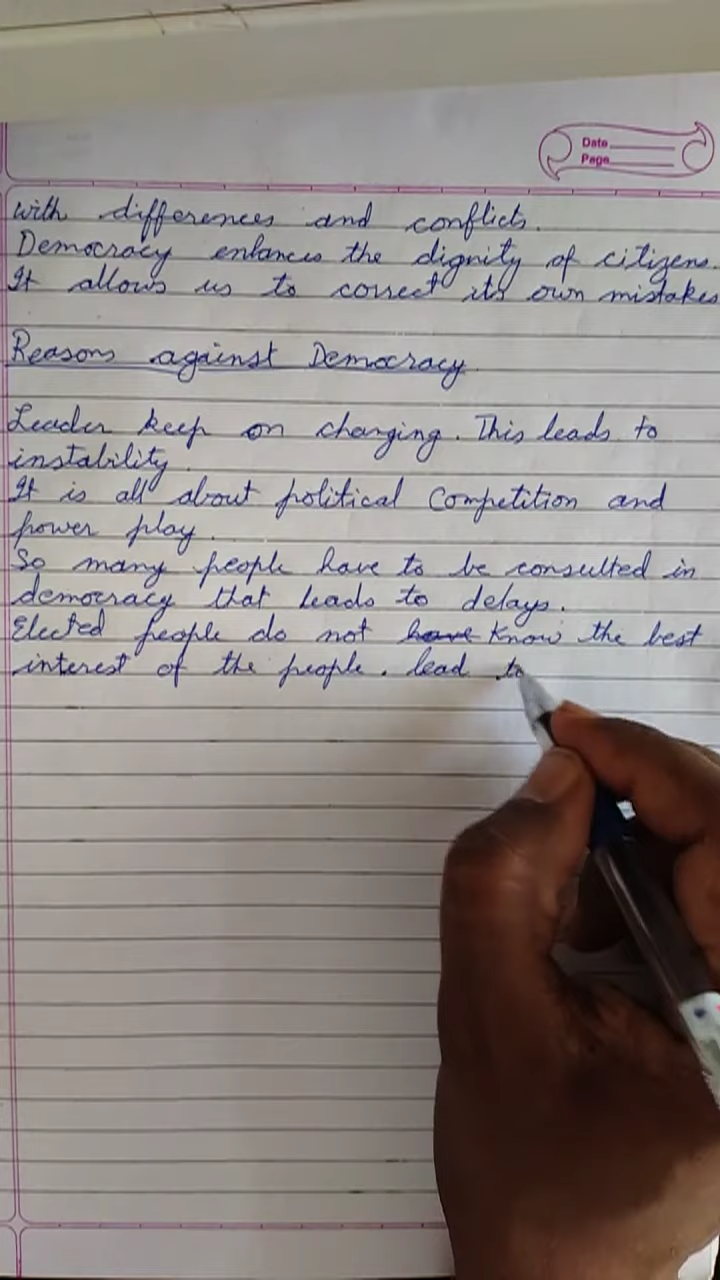 Date
Page
with differences and conflicts.
Democracy enhances the dignity of citizens.
It allows us to correct its own mistakes
Reasons against Democracy
Leader keep on changing. This leads to
instability.
It is all about political Competition and
power play.
So many people have to be consulted in
democracy that leads to delays.
Elected people do not have know the best
interest of the people. lead to